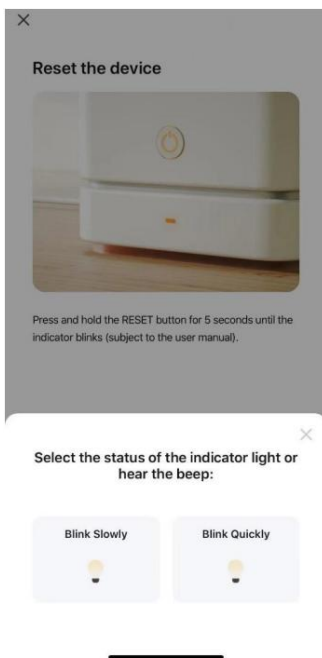 Reset the device
Press and hold the RESET button for 5 seconds until the
indicator blinks (subject to the user manual).
Select the status of the indicator light or
hear the beep:
Blink Slowly
Blink Quickly